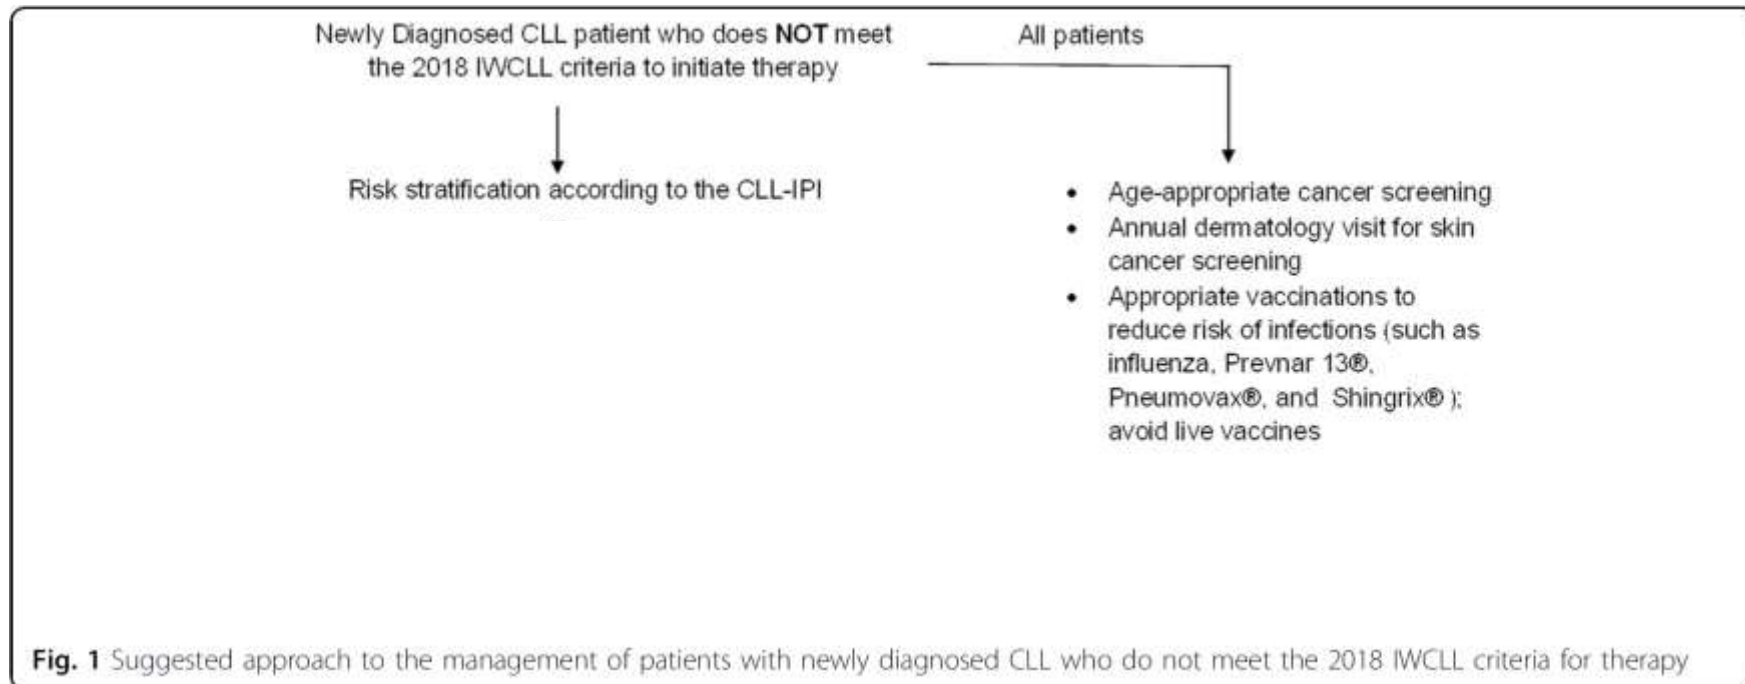 Newly Diagnosed CLL patient who does NOT meet
the 2018 IWCLL criteria to initiate therapy
All patients
Risk stratification according to the CLL-IPI
• Age-appropriate cancer screening
• Annual dermatology visit for skin
cancer screening
• Appropriate vaccinations to
reduce risk of infections (such as
influenza, Prevnar 13®,
Pneumovax®, and Shingrix® );
avoid live vaccines
Fig. 1 Suggested approach to the management of patients with newly diagnosed CLL who do not meet the 2018 IWCLL criteria for therapy